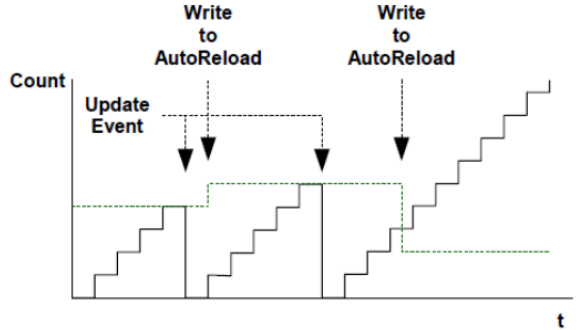 Write
to
AutoReload
Write
to
AutoReload
Count
Update
Event
t